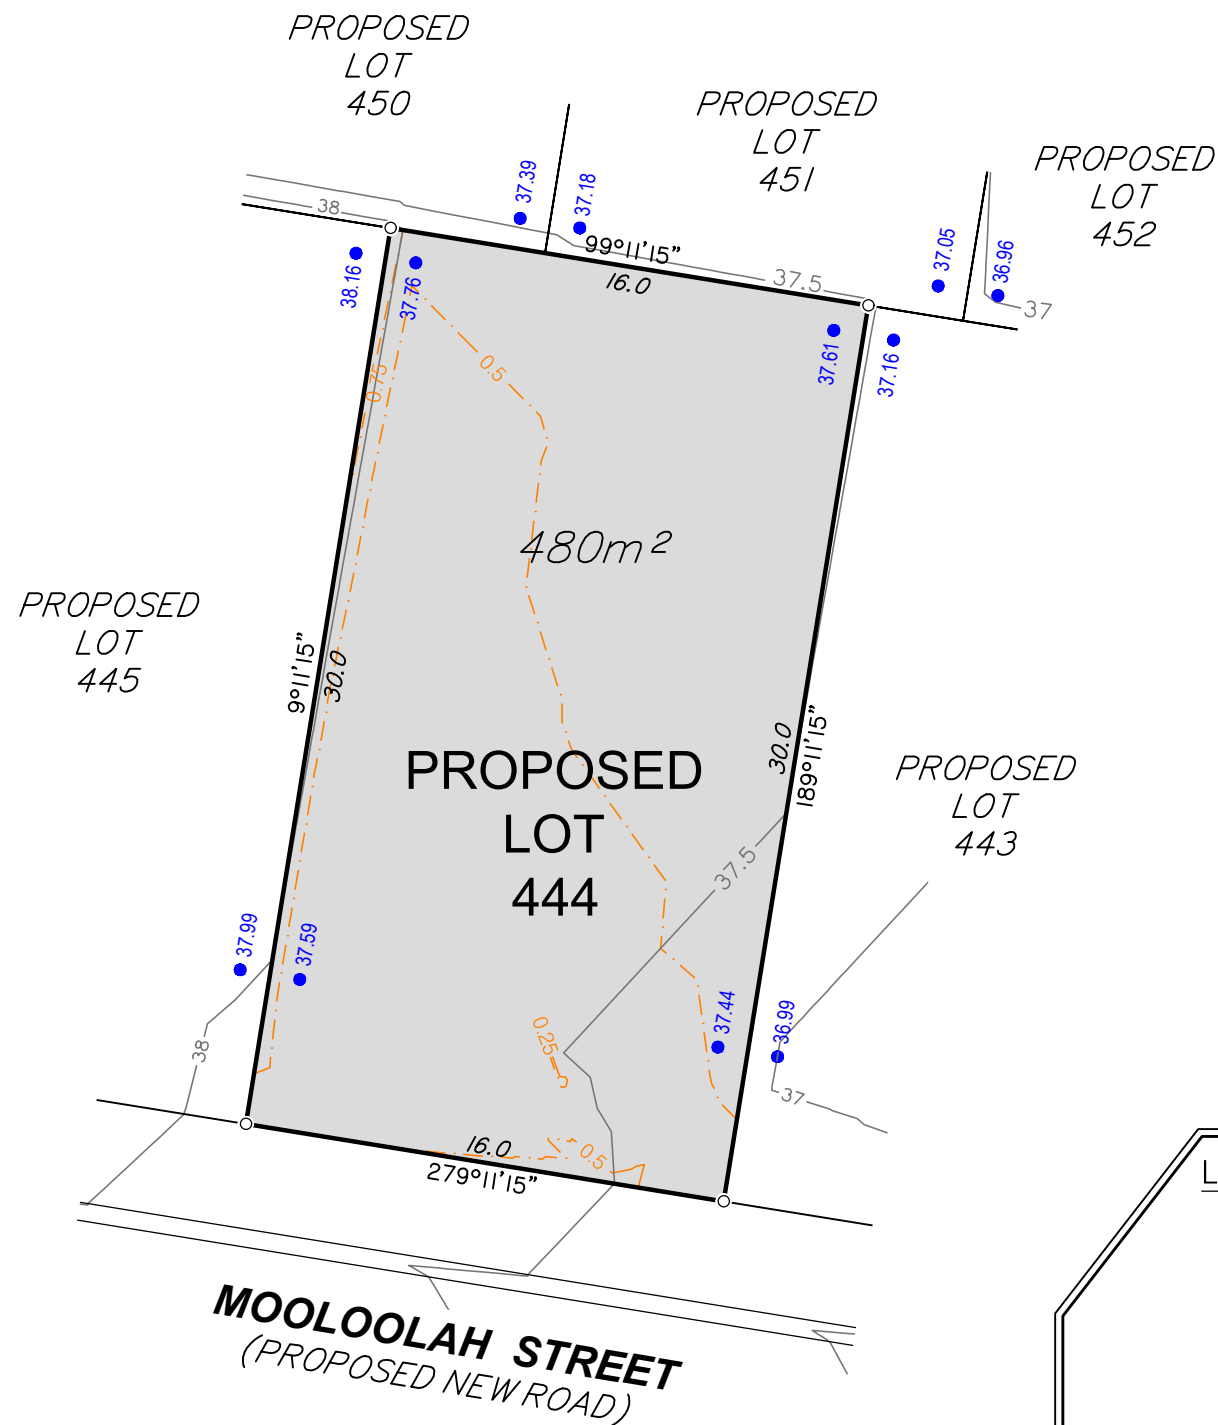 PROPOSED
LOT
450
PROPOSED
LOT
451
PROPOSED
LOT
452
37.39
37.18
38
99°11'15"
16.0
37.5
37.05
36.96
37
38.16
37.76
37.61
37.16
0.75
0.5
480m²
PROPOSED
LOT
445
9°11'15"
30.0
30.0
189°11'15"
PROPOSED
LOT
444
PROPOSED
LOT
443
37.5
37.99
37.59
37.44
36.99
38
0.25
37
16.0
0.5
279°11'15"
MOOLOOLAH STREET
(PROPOSED NEW ROAD)
L